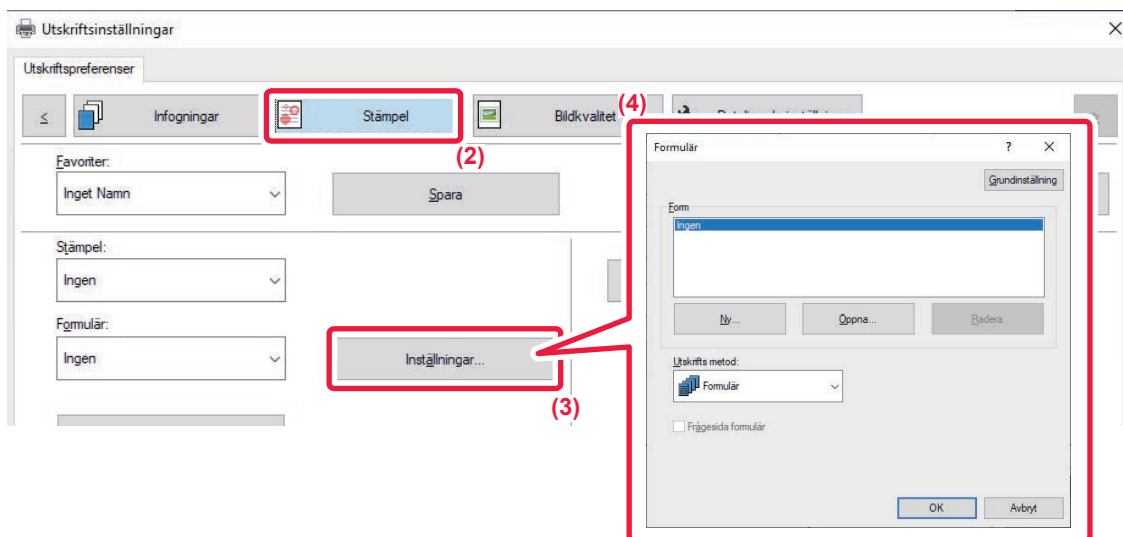 Utskriftsinställningar
Utskriftspreferenser
<
Infogningar
Stämpel
Bildkvalitet
(4)
(2)
Favoriter:
Inget Namn
Spara
Stämpel:
Ingen
Formulär:
Ingen
Inställningar...
(3)
Formulär
?
Grundinställning
Form
Ingen
Ny...
Öppna...
Radera
Utskrifts metod:
Formulär
Frågesida formulär
OK
Avbryt